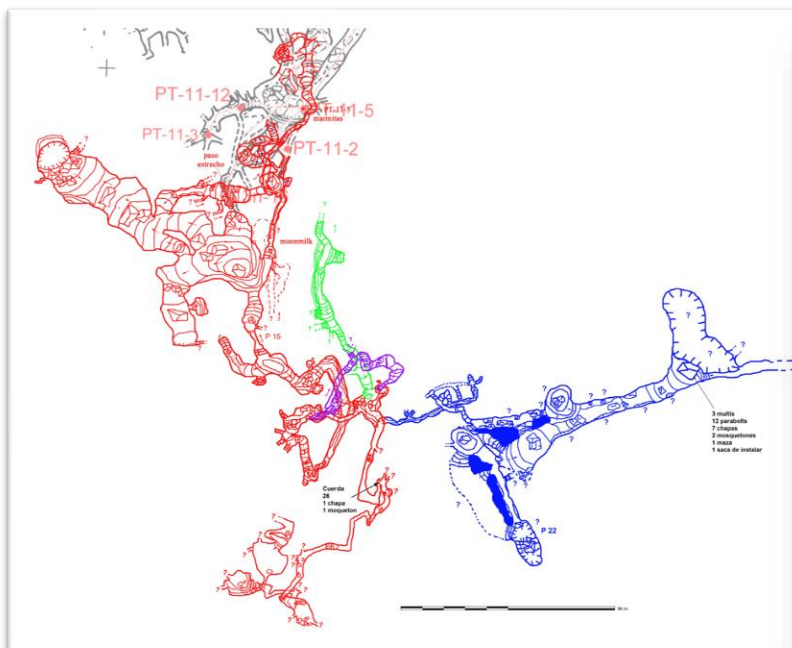 PT-11-12
PT-11-5
marmitas
PT-11-3
PT-11-2
paso
estrecho
moonmilk
P 15
3 multis
12 parabolts
7 chapas
2 mosquetones
1 maza
1 saca de instalar
Cuerda
26
1 chapa
1 moqueton
P 22